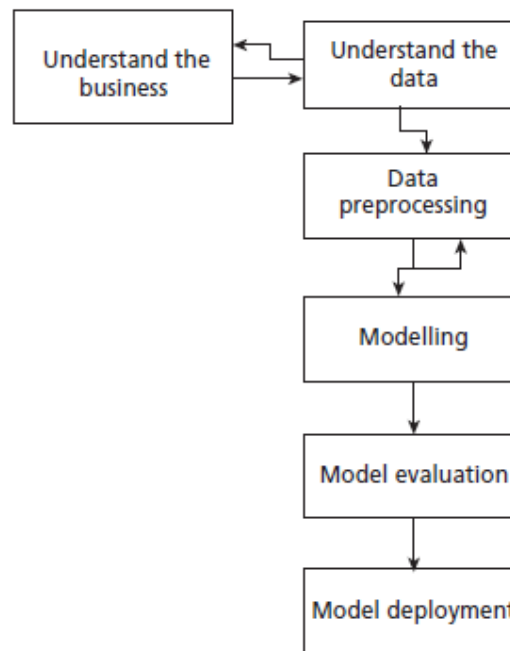 Understand the
business
Understand the
data
Data
preprocessing
Modelling
Model evaluation
Model deployment